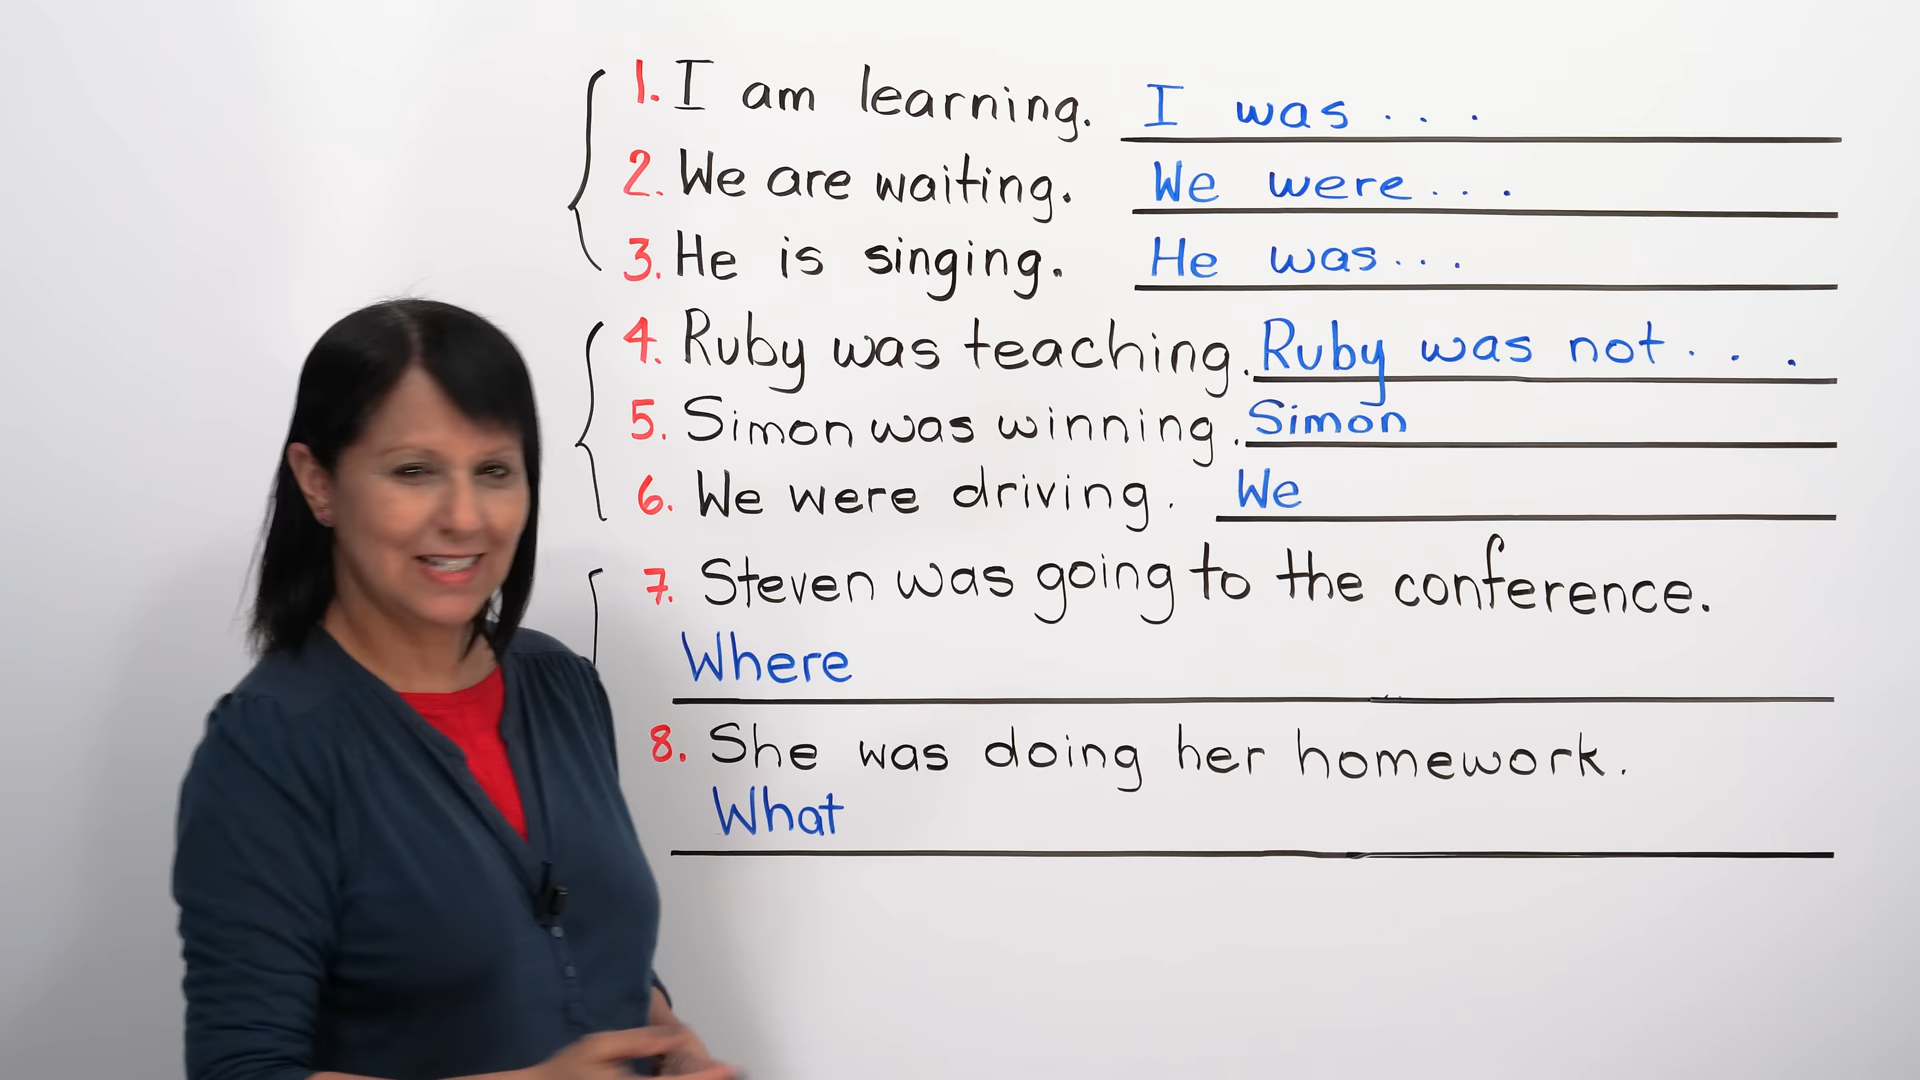 1. I am learning. I was . . .
2. We are waiting. We were . . .
3. He is singing. He was . . .
4. Ruby was teaching. Ruby was not . . .
5. Simon was winning. Simon
6. We were driving. We
7. Steven was going to the conference.
Where
8. She was doing her homework.
What